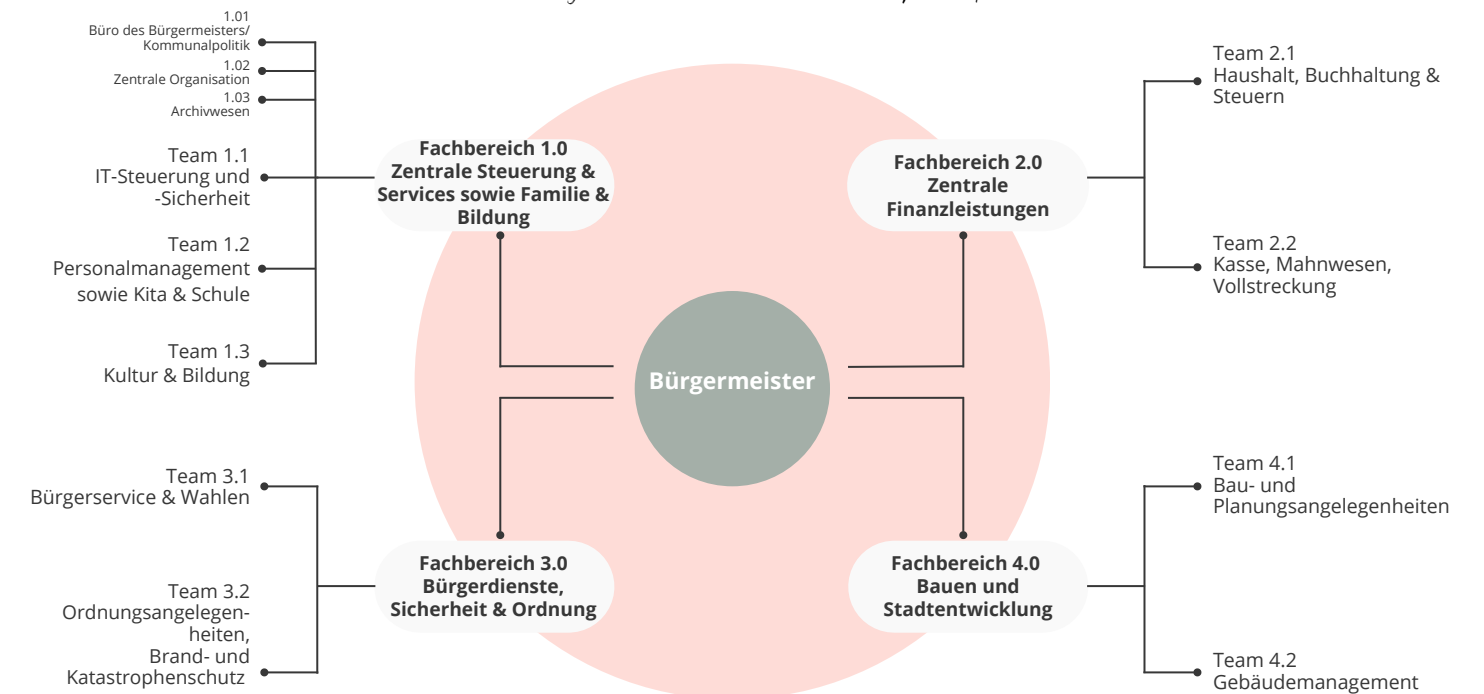 1.01
Büro des Bürgermeisters/
Kommunalpolitik
1.02
Zentrale Organisation
1.03
Archivwesen
Team 1.1
IT-Steuerung und
-Sicherheit
Team 1.2
Personalmanagement
sowie Kita & Schule
Team 1.3
Kultur & Bildung
Fachbereich 1.0
Zentrale Steuerung &
Services sowie Familie &
Bildung
Fachbereich 2.0
Zentrale
Finanzleistungen
Team 2.1
Haushalt, Buchhaltung &
Steuern
Team 2.2
Kasse, Mahnwesen,
Vollstreckung
Bürgermeister
Team 3.1
Bürgerservice & Wahlen
Team 3.2
Ordnungsangelegen-
heiten,
Brand- und
Katastrophenschutz
Fachbereich 3.0
Bürgerdienste,
Sicherheit & Ordnung
Fachbereich 4.0
Bauen und
Stadtentwicklung
Team 4.1
Bau- und
Planungsangelegenheiten
Team 4.2
Gebäudemanagement